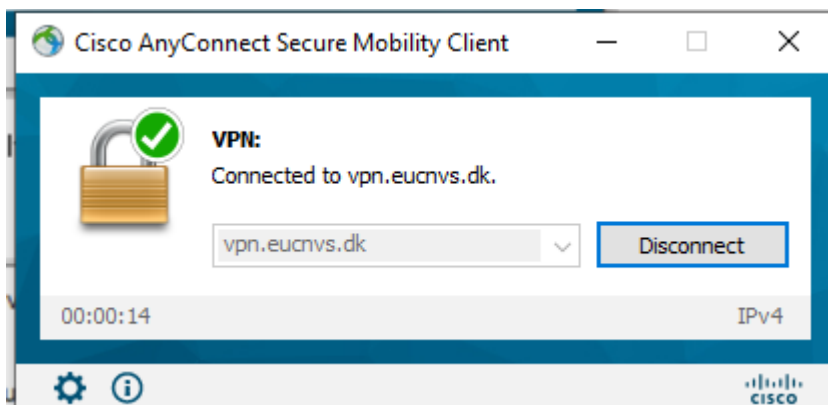 Cisco AnyConnect Secure Mobility Client
VPN:
Connected to vpn.eucnvs.dk.
vpn.eucnvs.dk
Disconnect
00:00:14
IPv4
cisco